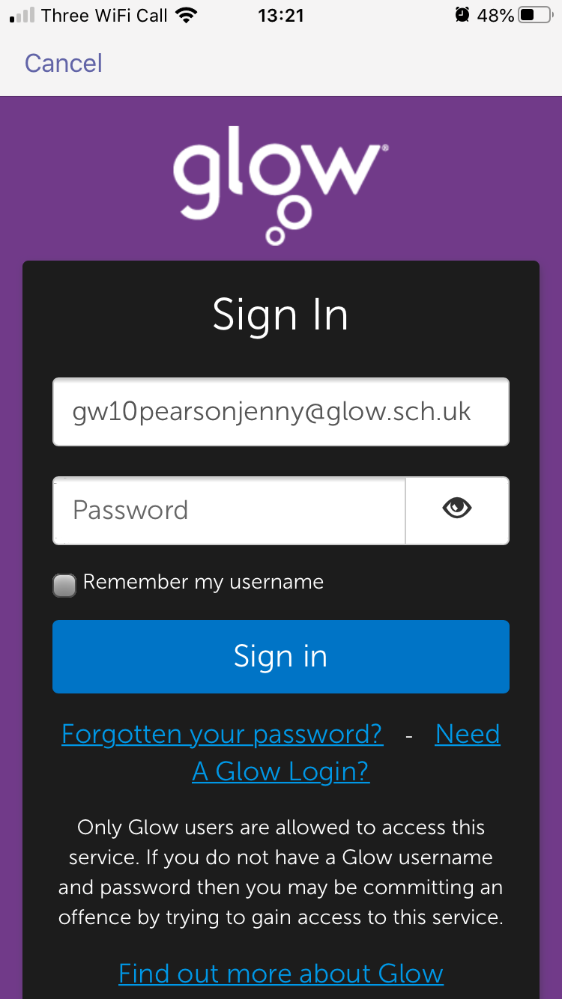 Three WiFi Call 13:21 48%
Cancel
glow®
Sign In
gw10pearsonjenny@glow.sch.uk
Password
Remember my username
Sign in
Forgotten your password? - Need
A Glow Login?
Only Glow users are allowed to access this
service. If you do not have a Glow username
and password then you may be committing an
offence by trying to gain access to this service.
Find out more about Glow